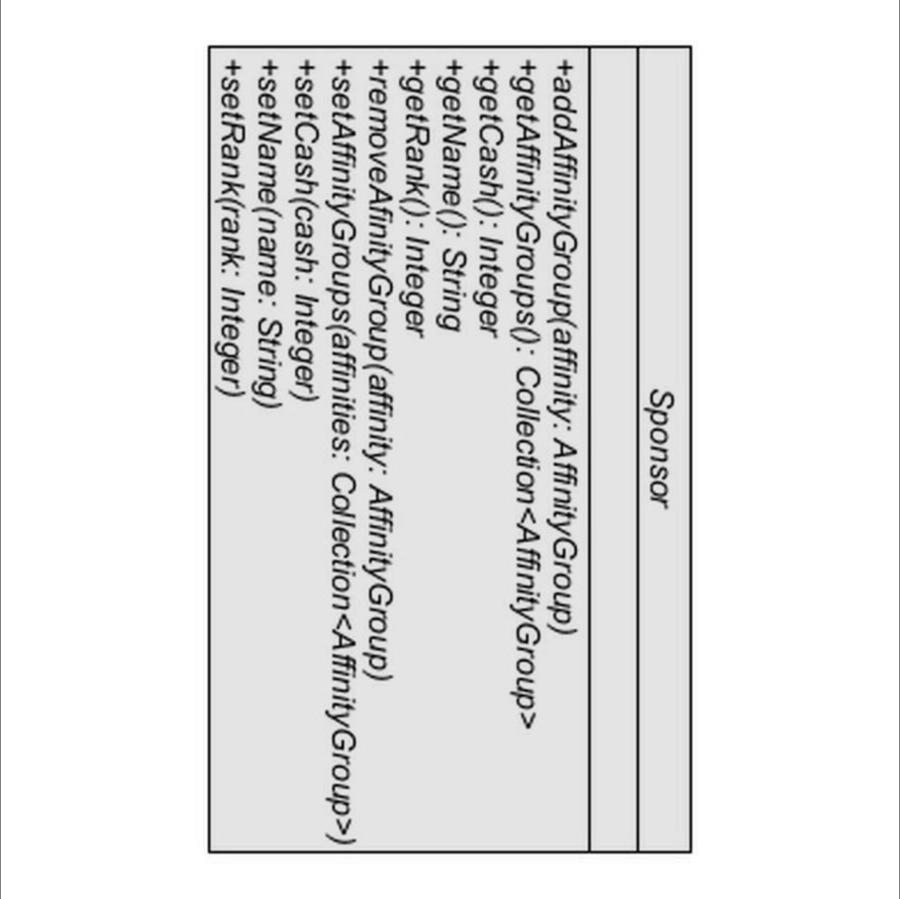 Sponsor
+addAffinityGroup(affinity: AffinityGroup)
+getAffinityGroups(): Collection<AffinityGroup>
+getCash(): Integer
+getName(): String
+getRank(): Integer
+removeAfinityGroup(affinity: AffinityGroup)
+setAffinityGroups(affinities: Collection<AffinityGroup>)
+setCash(cash: Integer)
+setName(name: String)
+setRank(rank: Integer)